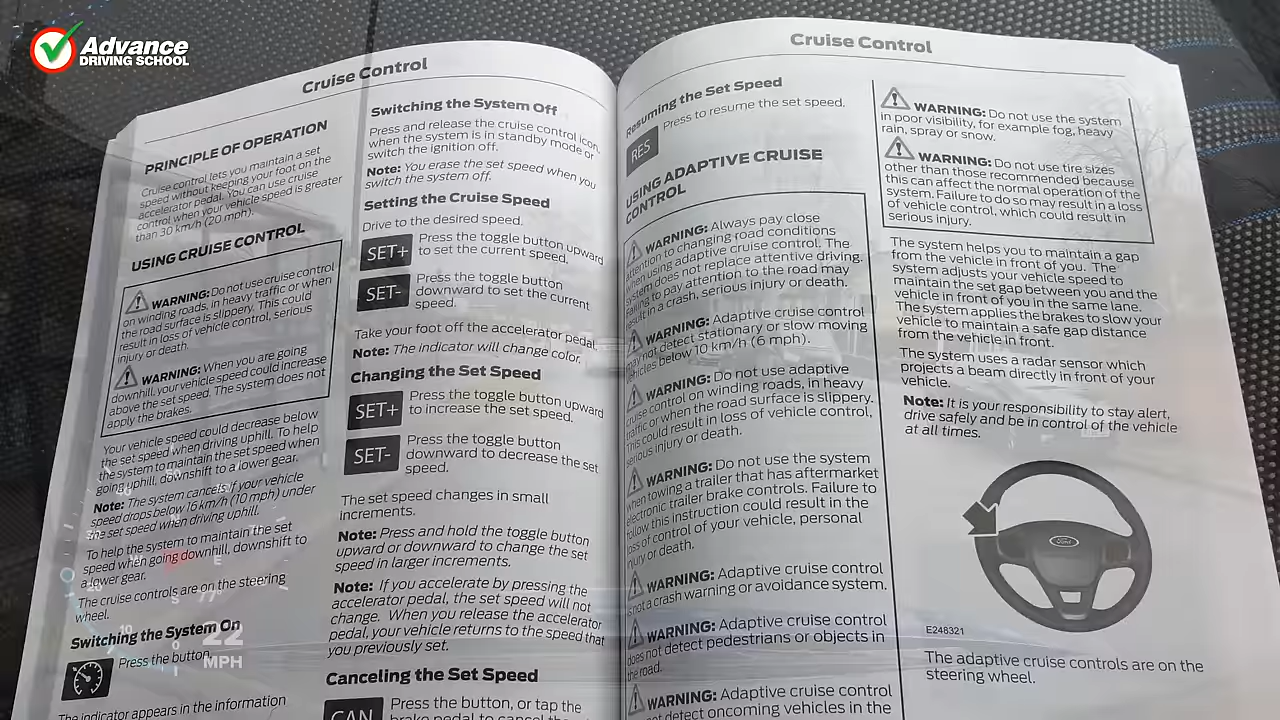 Advance
DRIVING SCHOOL
Cruise Control
PRINCIPLE OF OPERATION
Cruise control lets you maintain a set
speed without keeping your foot on the
accelerator pedal. You can use cruise
control when your vehicle speed is greater
than 30 km/h (20 mph).
USING CRUISE CONTROL
WARNING: Do not use cruise control
on winding roads, in heavy traffic or when
the road surface is slippery. This could
result in loss of vehicle control, serious
injury or death.
WARNING: When you are going
downhill, your vehicle speed could increase
above the set speed. The system does not
apply the brakes.
Your vehicle speed could decrease below
the set speed when driving uphill. To help
the system to maintain the set speed when
going uphill, downshift to a lower gear.
Note: The system cancels if your vehicle
speed drops below 16 km/h (10 mph) under
the set speed when driving uphill.
To help the system to maintain the set
speed when going downhill, downshift to
a lower gear.
The cruise controls are on the steering
wheel.
Switching the System On
Press the button.
The indicator appears in the information
22
MPH
Switching the System Off
Press and release the cruise control icon,
when the system is in standby mode or
switch the ignition off.
Note: You erase the set speed when you
switch the system off.
Setting the Cruise Speed
Drive to the desired speed.
SET+ Press the toggle button upward
to set the current speed.
SET- Press the toggle button
downward to set the current
speed.
Take your foot off the accelerator pedal.
Note: The indicator will change color.
Changing the Set Speed
SET+ Press the toggle button upward
to increase the set speed.
SET- Press the toggle button
downward to decrease the set
speed.
The set speed changes in small
increments.
Note: Press and hold the toggle button
upward or downward to change the set
speed in larger increments.
Note: If you accelerate by pressing the
accelerator pedal, the set speed will not
change. When you release the accelerator
pedal, your vehicle returns to the speed that
you previously set.
Canceling the Set Speed
CAN Press the button, or tap the
brake pedal to cancel the
Cruise Control
Resuming the Set Speed
RES Press to resume the set speed.
USING ADAPTIVE CRUISE
CONTROL
WARNING: Always pay close
attention to changing road conditions
when using adaptive cruise control. The
system does not replace attentive driving.
Failing to pay attention to the road may
result in a crash, serious injury or death.
WARNING: Adaptive cruise control
may not detect stationary or slow moving
vehicles below 10 km/h (6 mph).
WARNING: Do not use adaptive
cruise control on winding roads, in heavy
traffic or when the road surface is slippery.
This could result in loss of vehicle control,
serious injury or death.
WARNING: Do not use the system
when towing a trailer that has aftermarket
electronic trailer brake controls. Failure to
follow this instruction could result in the
loss of control of your vehicle, personal
injury or death.
WARNING: Adaptive cruise control
is not a crash warning or avoidance system.
WARNING: Adaptive cruise control
does not detect pedestrians or objects in
the road.
WARNING: Adaptive cruise control
not detect oncoming vehicles in the
WARNING: Do not use the system
in poor visibility, for example fog, heavy
rain, spray or snow.
WARNING: Do not use tire sizes
other than those recommended because
this can affect the normal operation of the
system. Failure to do so may result in a loss
of vehicle control, which could result in
serious injury.
The system helps you to maintain a gap
from the vehicle in front of you. The
system adjusts your vehicle speed to
maintain the set gap between you and the
vehicle in front of you in the same lane.
The system applies the brakes to slow your
vehicle to maintain a safe gap distance
from the vehicle in front.
The system uses a radar sensor which
projects a beam directly in front of your
vehicle.
Note: It is your responsibility to stay alert,
drive safely and be in control of the vehicle
at all times.
Ford
E248321
The adaptive cruise controls are on the
steering wheel.